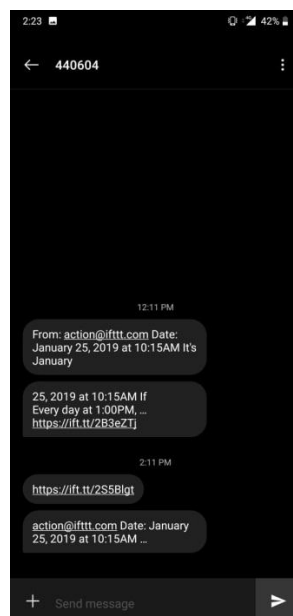 2:23 42%
440604
12:11 PM
From: action@ifttt.com Date:
January 25, 2019 at 10:15AM It's
January
25, 2019 at 10:15AM If
Every day at 1:00PM, ...
https://ift.tt/2B3eZTj
2:11 PM
https://ift.tt/2S5Blgt
action@ifttt.com Date: January
25, 2019 at 10:15AM ...
Send message